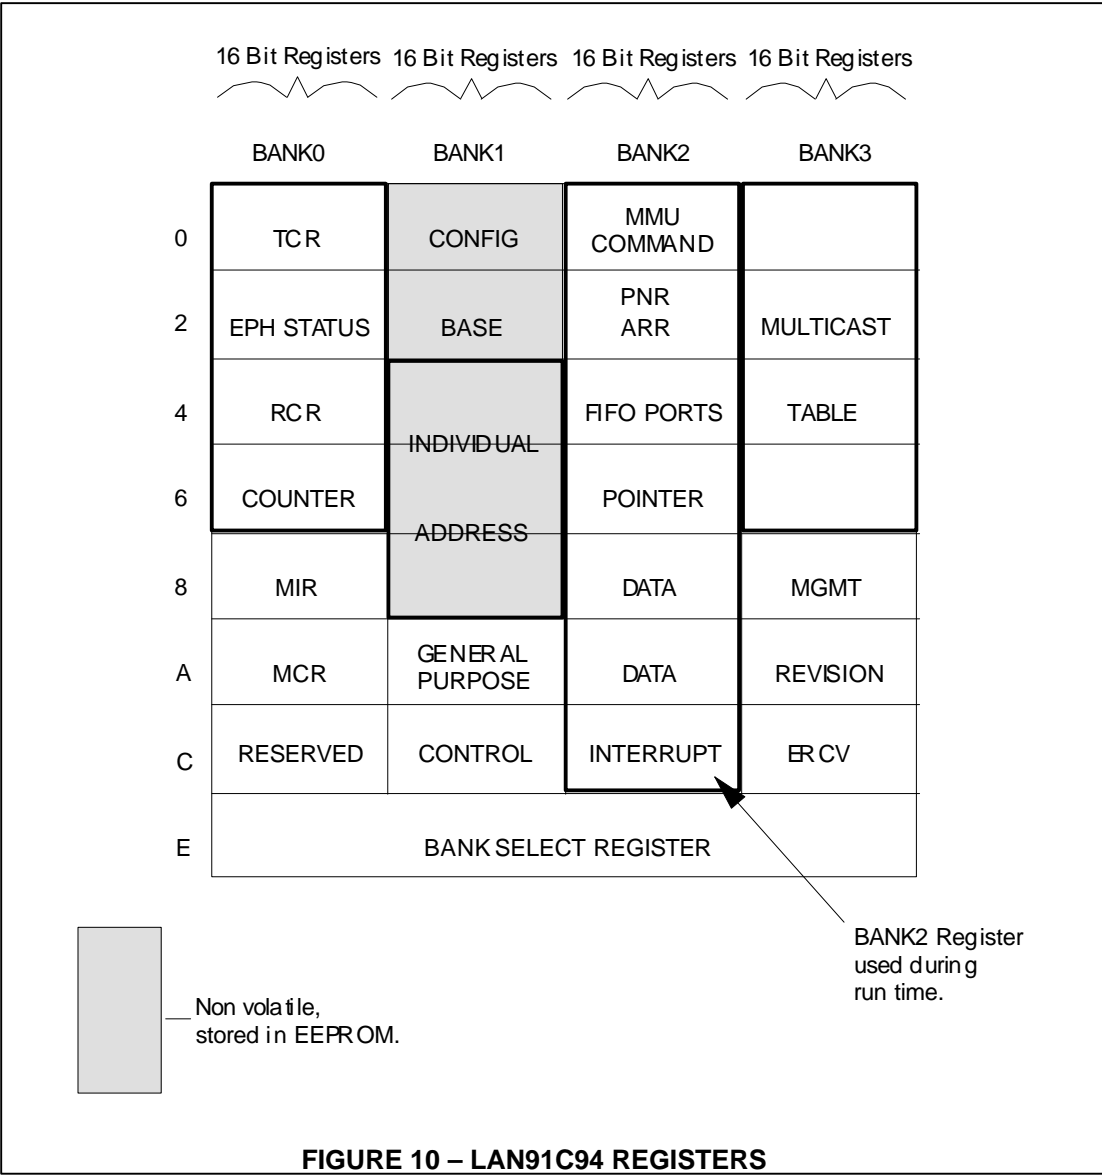 16 Bit Registers 16 Bit Registers 16 Bit Registers 16 Bit Registers
BANK0 BANK1 BANK2 BANK3
0 TCR CONFIG MMU COMMAND
2 EPH STATUS BASE PNR ARR MULTICAST
4 RCR FIFO PORTS TABLE
INDIVIDUAL
6 COUNTER POINTER
ADDRESS
8 MIR DATA MGMT
A MCR GENERAL PURPOSE DATA REVISION
C RESERVED CONTROL INTERRUPT ERCV
E BANK SELECT REGISTER
BANK2 Register
used during
run time.
Non volatile,
stored in EEPROM.
FIGURE 10 – LAN91C94 REGISTERS